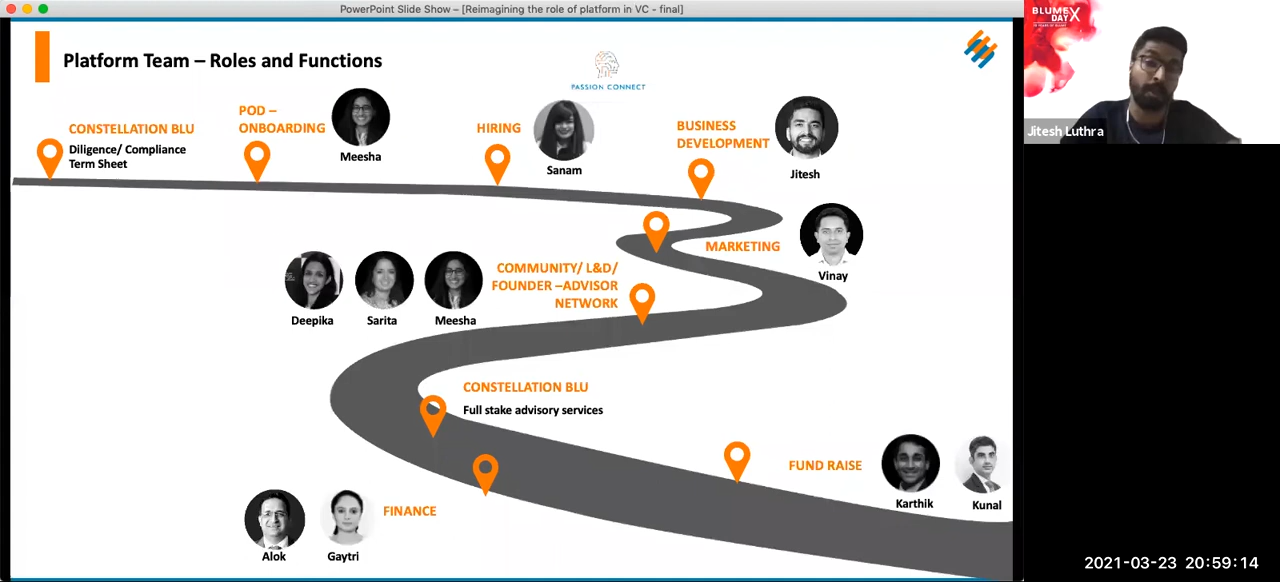 PowerPoint Slide Show – [Reimagining the role of platform in VC - final]
Platform Team – Roles and Functions
PASSION CONNECT
CONSTELLATION BLU
Diligence/ Compliance
Term Sheet
POD –
ONBOARDING
Meesha
HIRING
Sanam
BUSINESS
DEVELOPMENT
Jitesh
MARKETING
Vinay
Deepika
Sarita
Meesha
COMMUNITY/ L&D/
FOUNDER –ADVISOR
NETWORK
CONSTELLATION BLU
Full stake advisory services
FUND RAISE
Karthik
Kunal
Alok
Gaytri
FINANCE
BLUME
DAY X
Jitesh Luthra
2021-03-23 20:59:14